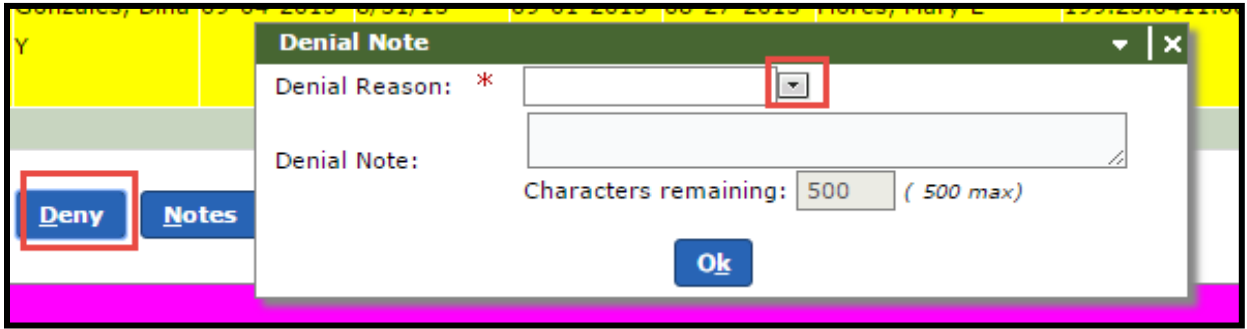 Denial Note
Y
Denial Reason: *
Denial Note:
Characters remaining: 500 ( 500 max)
Deny Notes
Ok